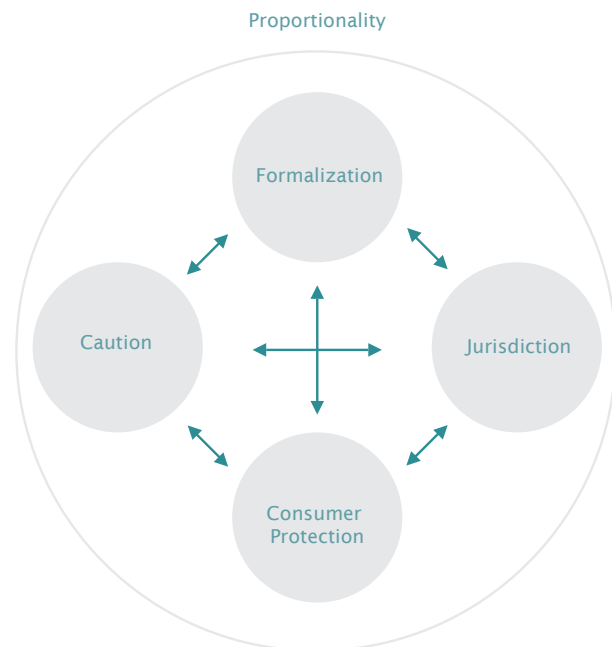 Proportionality
Formalization
Caution
Jurisdiction
Consumer
Protection